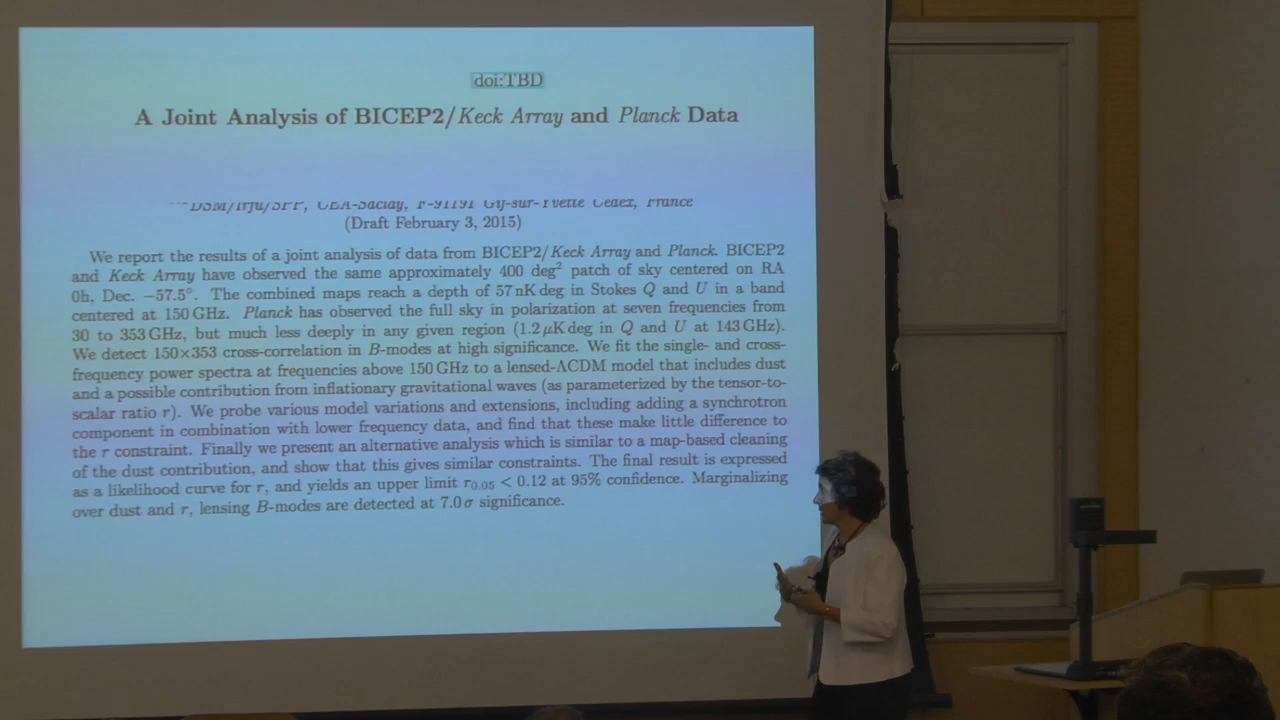 doi:TBD
A Joint Analysis of BICEP2/Keck Array and Planck Data
DSM/Irfu/SPP, CEA-Saclay, F-91191 Gif-sur-Yvette Cedex, France
(Draft February 3, 2015)
We report the results of a joint analysis of data from BICEP2/Keck Array and Planck. BICEP2
and Keck Array have observed the same approximately 400 deg² patch of sky centered on RA
0h, Dec. −57.5°. The combined maps reach a depth of 57 nK deg in Stokes Q and U in a band
centered at 150 GHz. Planck has observed the full sky in polarization at seven frequencies from
30 to 353 GHz, but much less deeply in any given region (1.2 μK deg in Q and U at 143 GHz).
We detect 150×353 cross-correlation in B-modes at high significance. We fit the single- and cross-
frequency power spectra at frequencies above 150 GHz to a lensed-ΛCDM model that includes dust
and a possible contribution from inflationary gravitational waves (as parameterized by the tensor-to-
scalar ratio r). We probe various model variations and extensions, including adding a synchrotron
component in combination with lower frequency data, and find that these make little difference to
the r constraint. Finally we present an alternative analysis which is similar to a map-based cleaning
of the dust contribution, and show that this gives similar constraints. The final result is expressed
as a likelihood curve for r, and yields an upper limit r₀.₀₅ < 0.12 at 95% confidence. Marginalizing
over dust and r, lensing B-modes are detected at 7.0 σ significance.